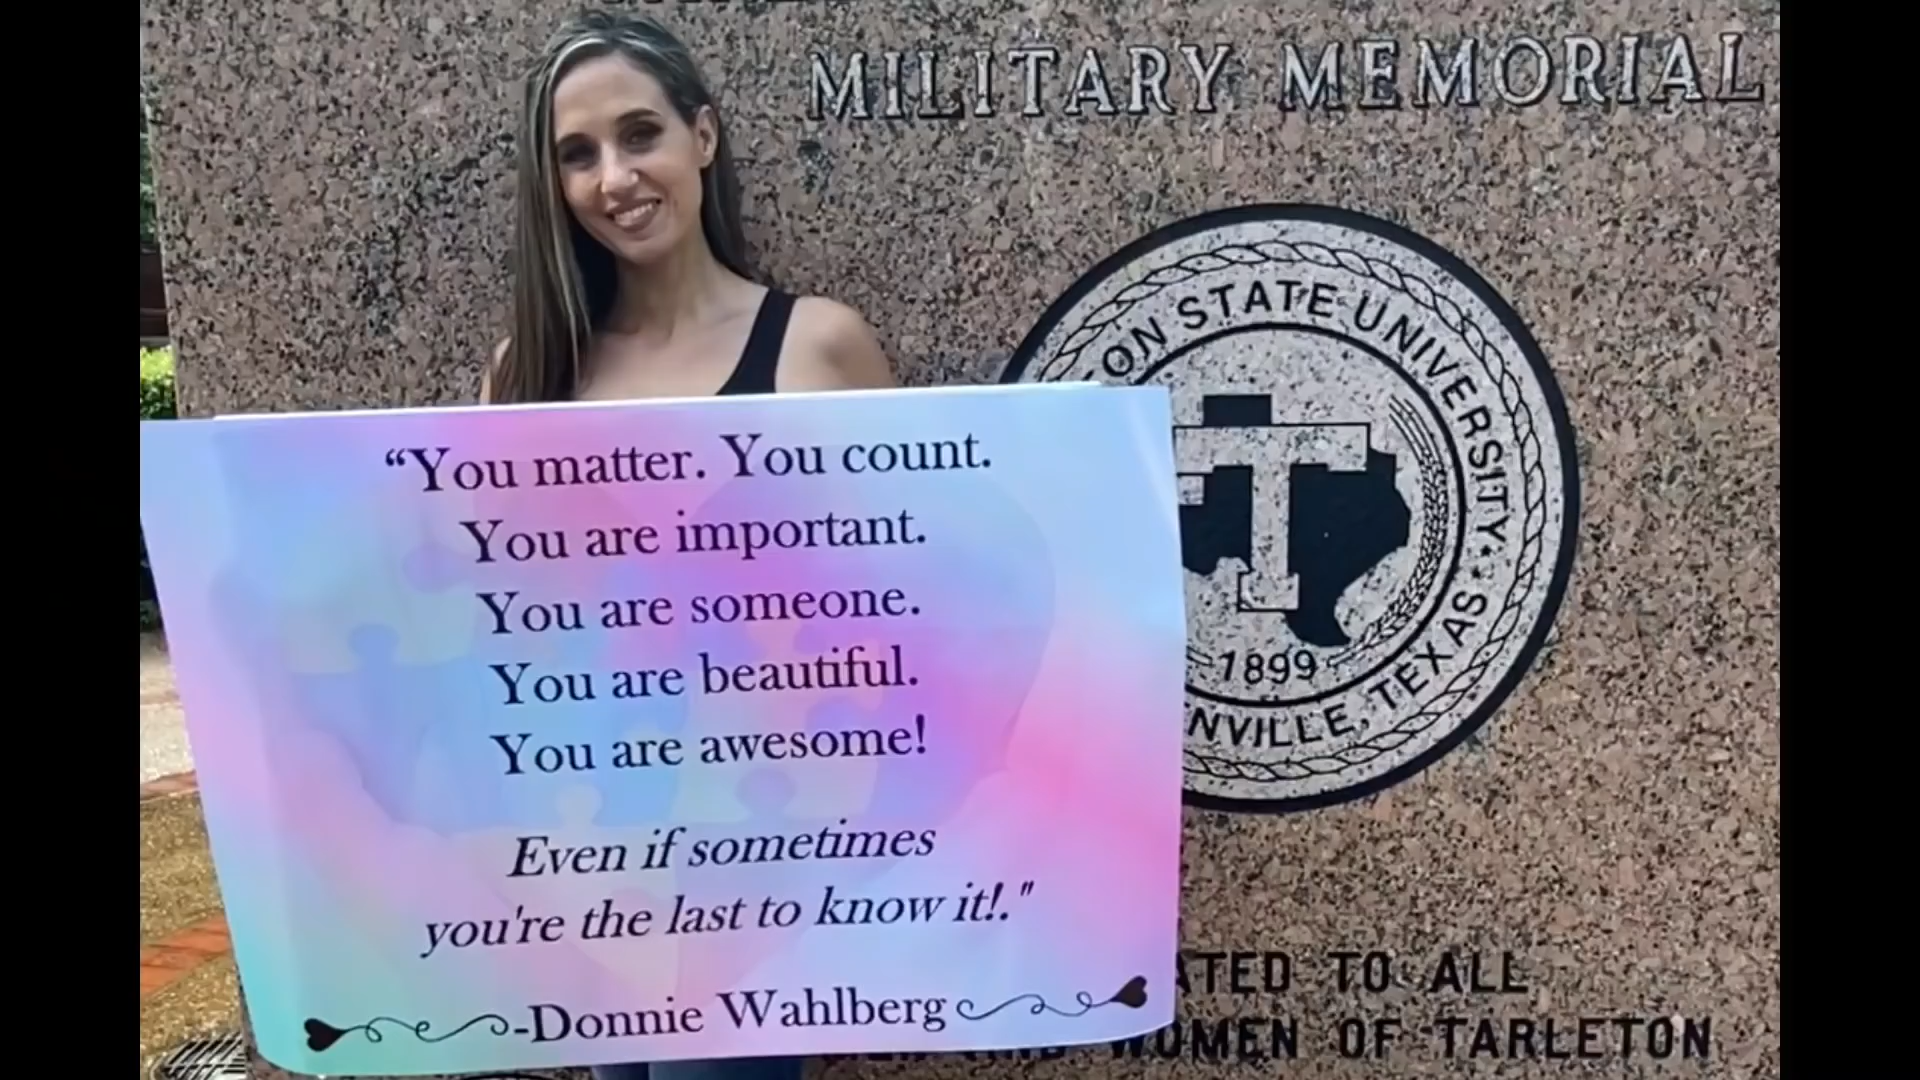 MILITARY MEMORIAL
ON STATE UNIVERSITY
T
1899
NVILLE, TEXAS
“You matter. You count.
You are important.
You are someone.
You are beautiful.
You are awesome!
Even if sometimes
you're the last to know it!."
-Donnie Wahlberg
ATED TO ALL
WOMEN OF TARLETON